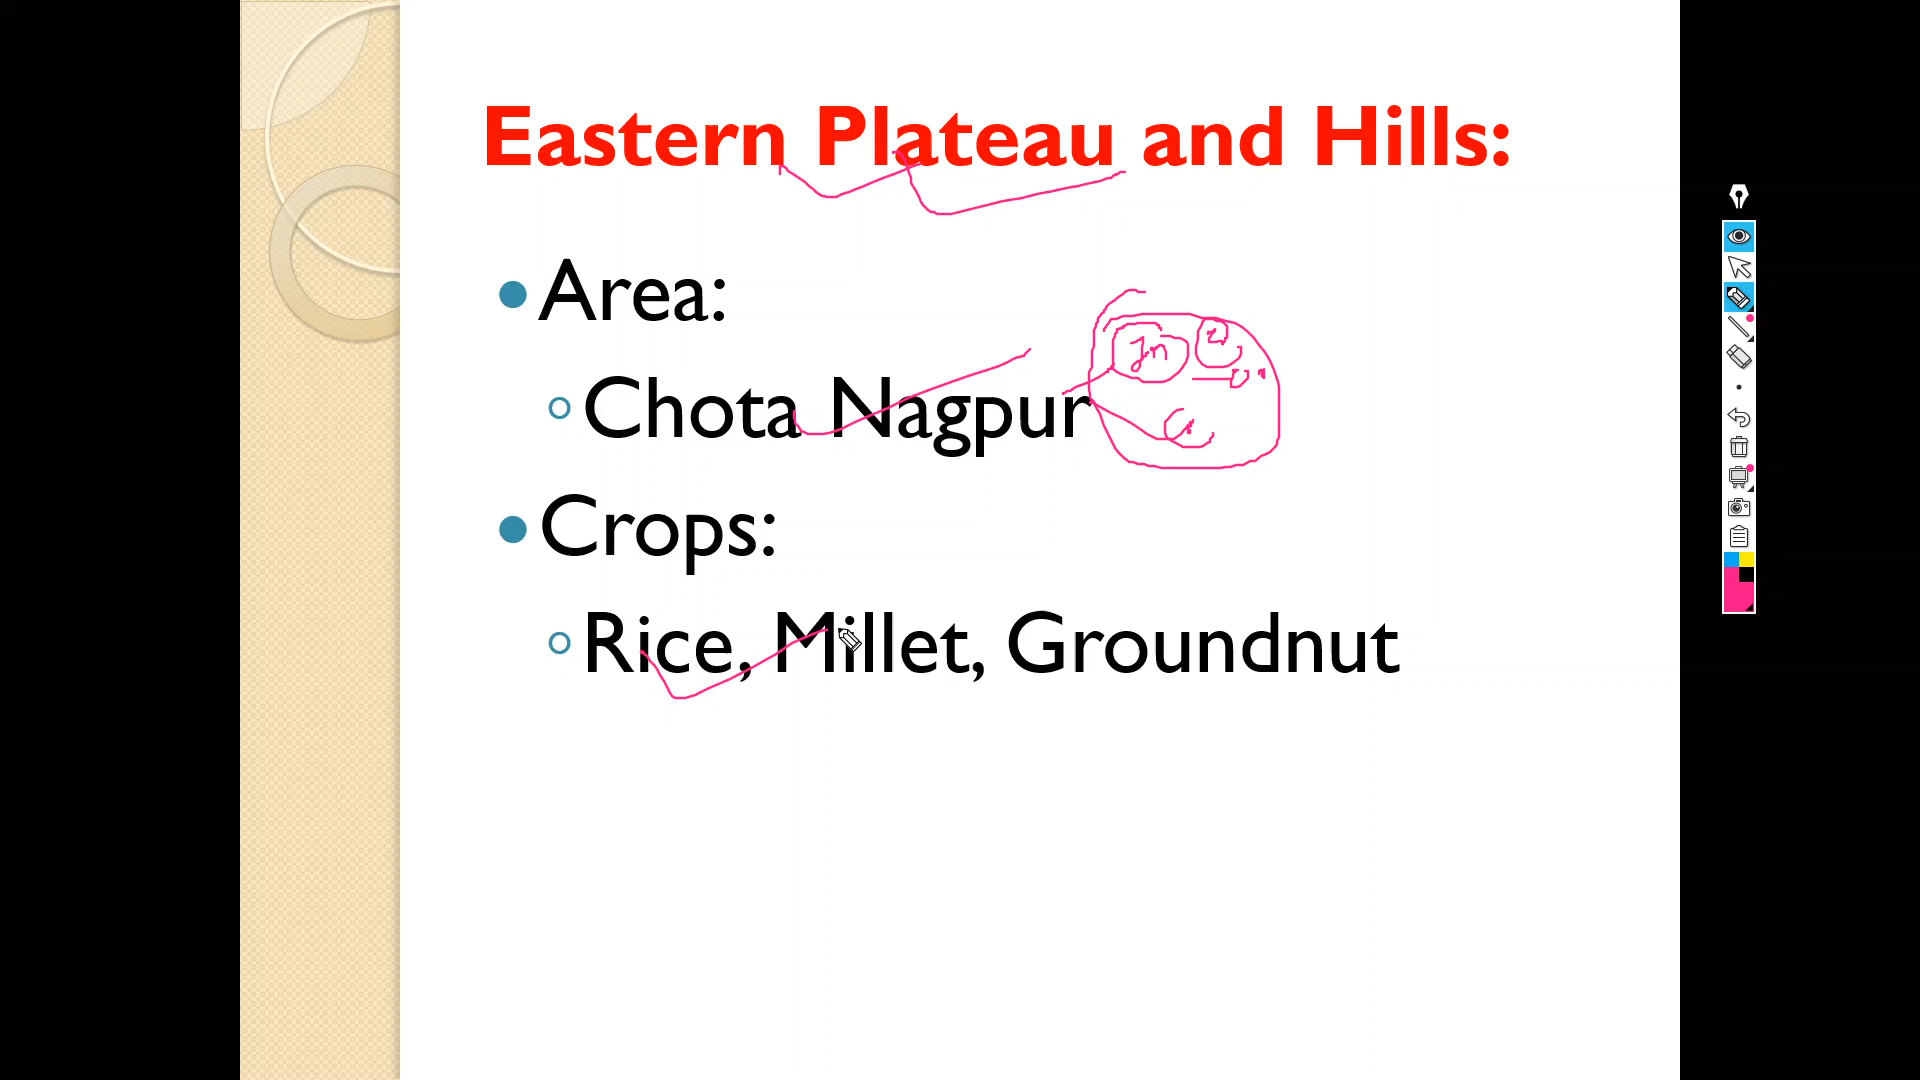 Eastern Plateau and Hills:
Area:
Chota Nagpur
Crops:
Rice, Millet, Groundnut